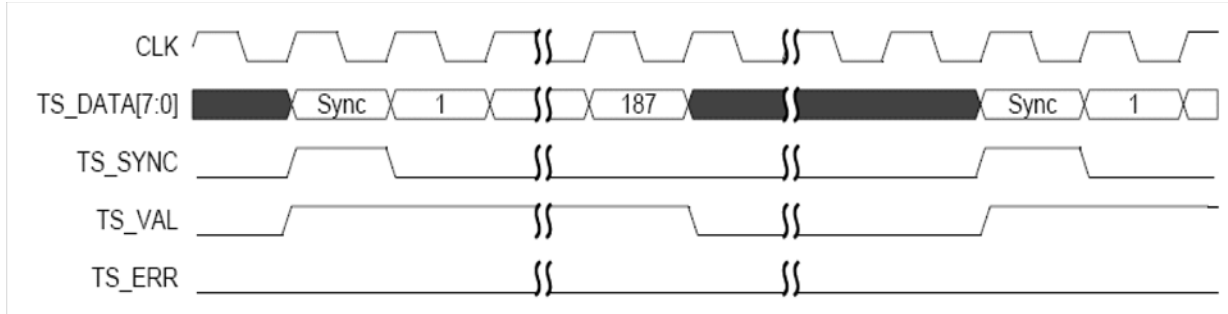 CLK
TS_DATA[7:0] Sync 1 187 Sync 1
TS_SYNC
TS_VAL
TS_ERR